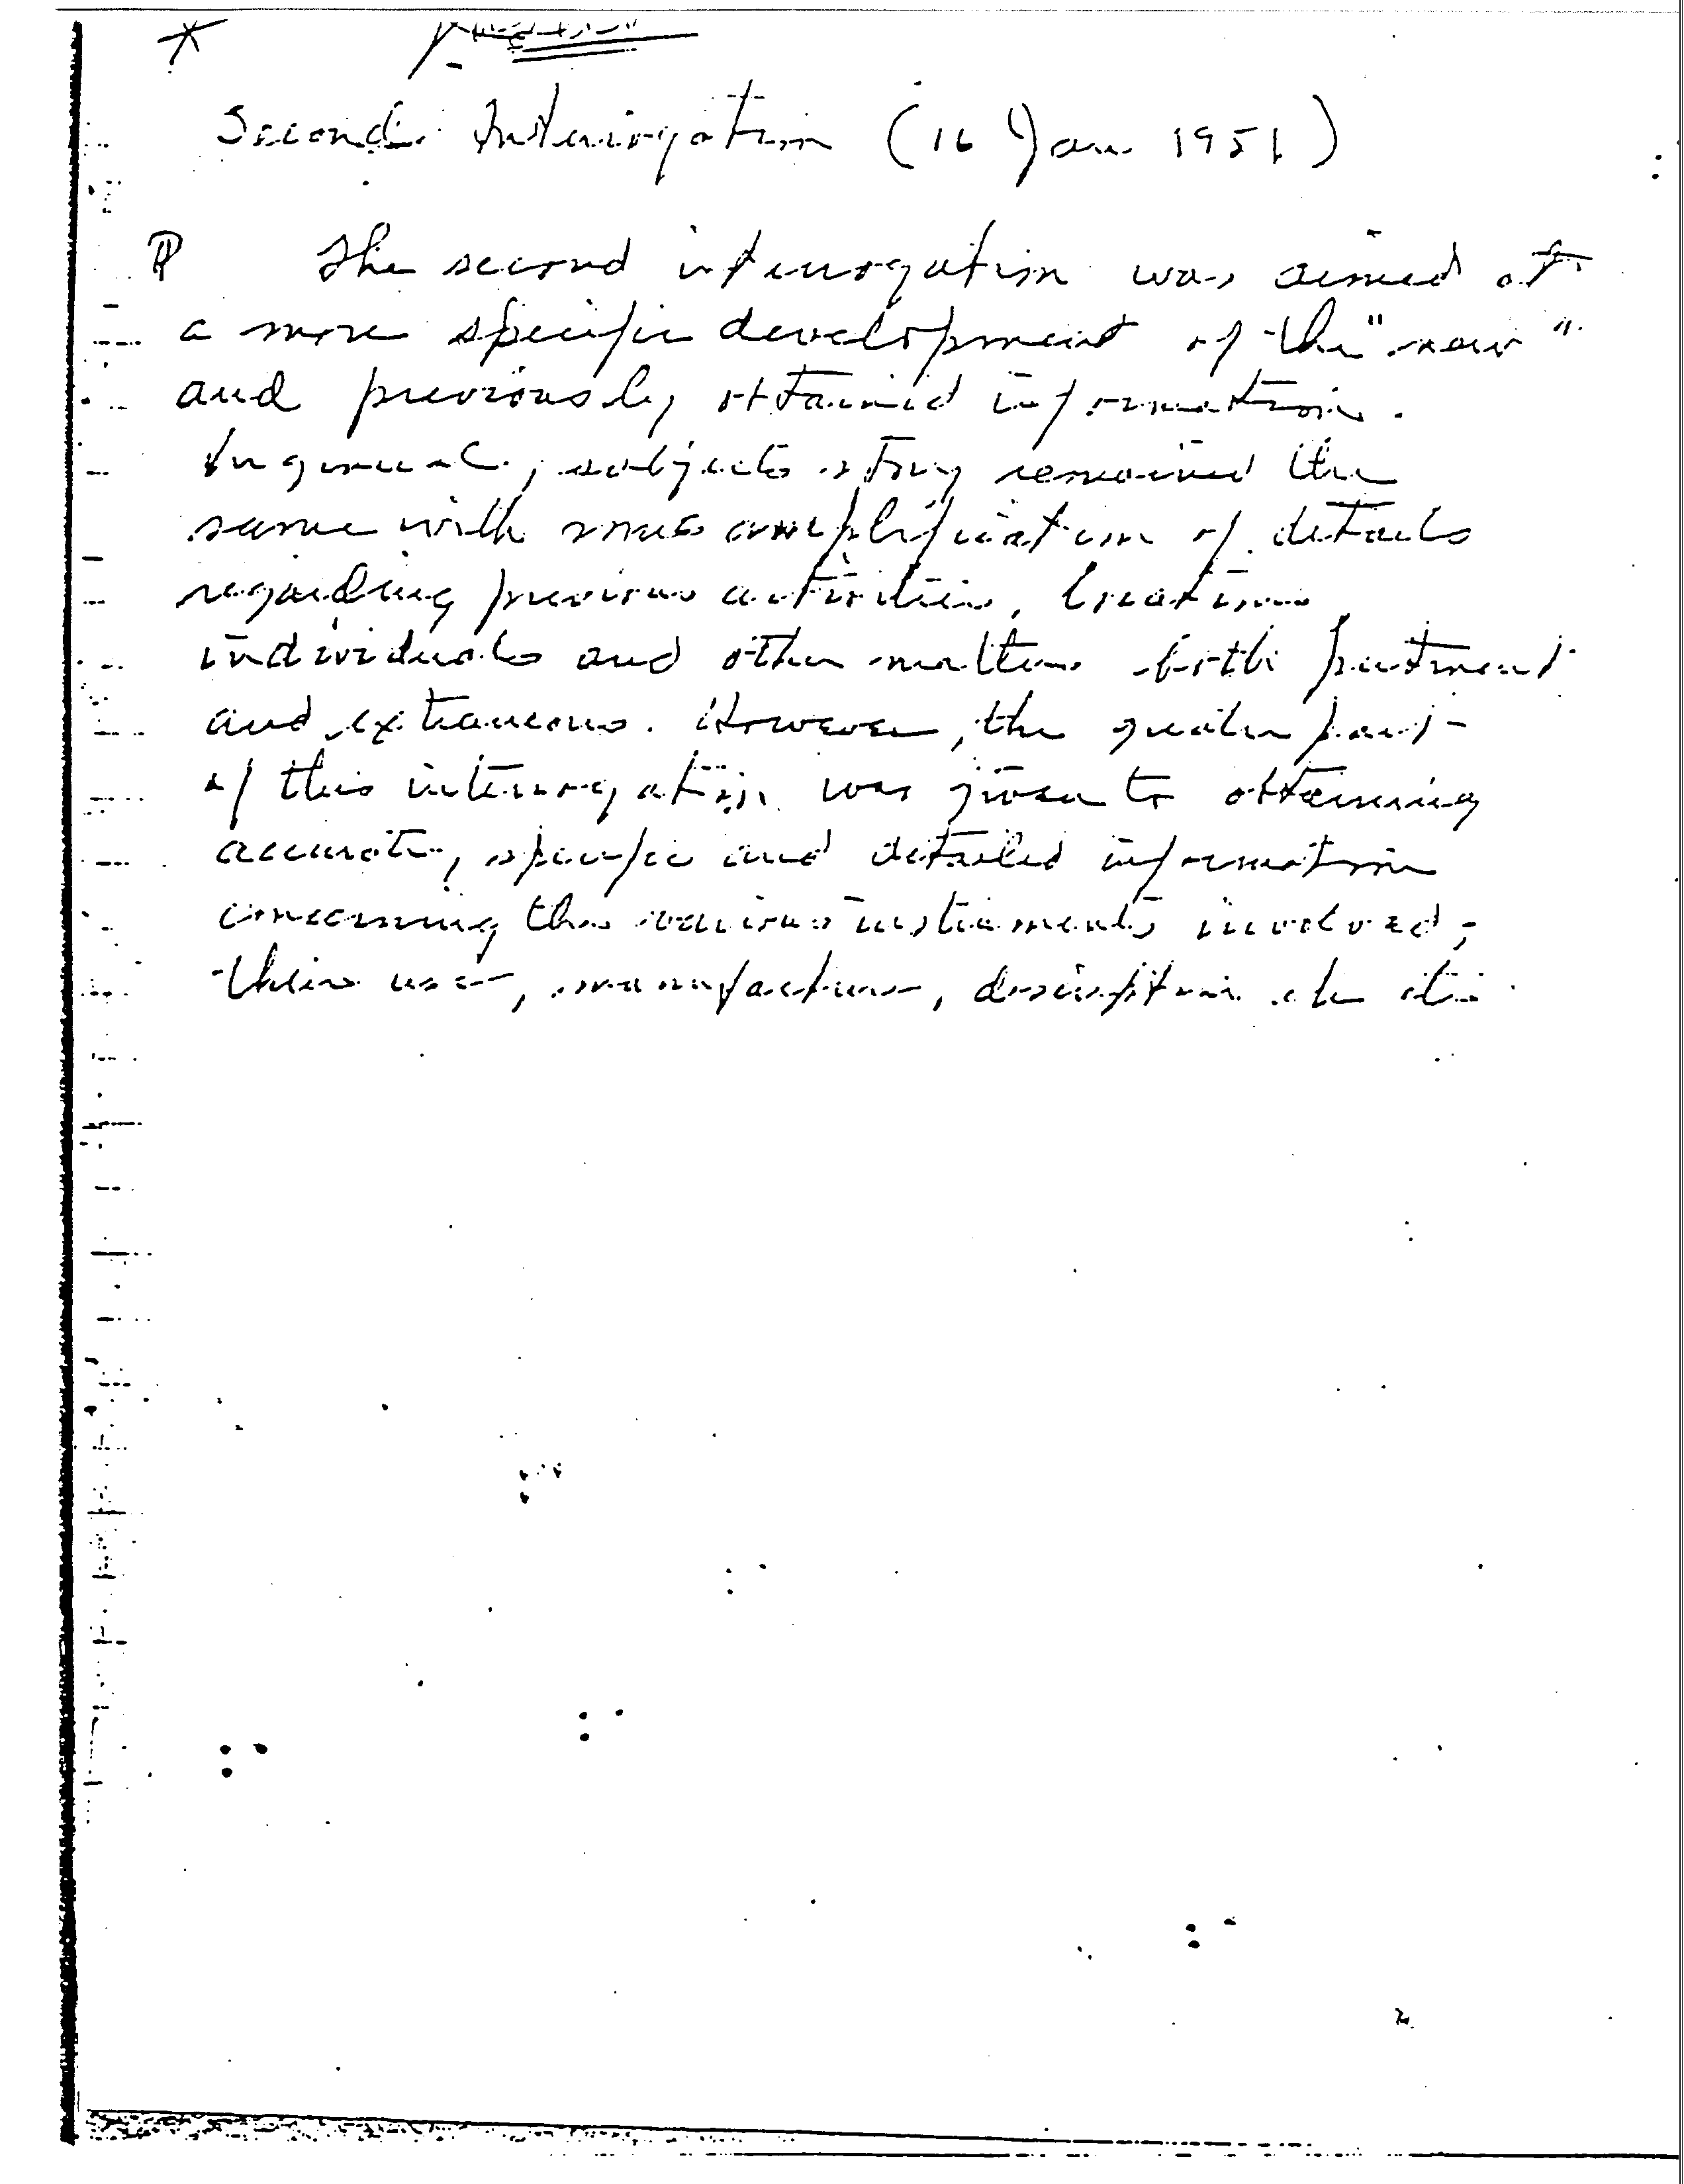 Second Interrogation (16 Jan 1951)
The second interrogation was aimed at
a more specific development of the "new"
and previously obtained information.
In general, subjects story remained the
same with some amplification of details
regarding previous activities, locations,
individuals and other matters both pertinent
and extraneous. However, the greater part
of this interrogation was given to obtaining
accurate, specific and detailed information
concerning the various instruments involved,
their use, manufacture, description etc etc